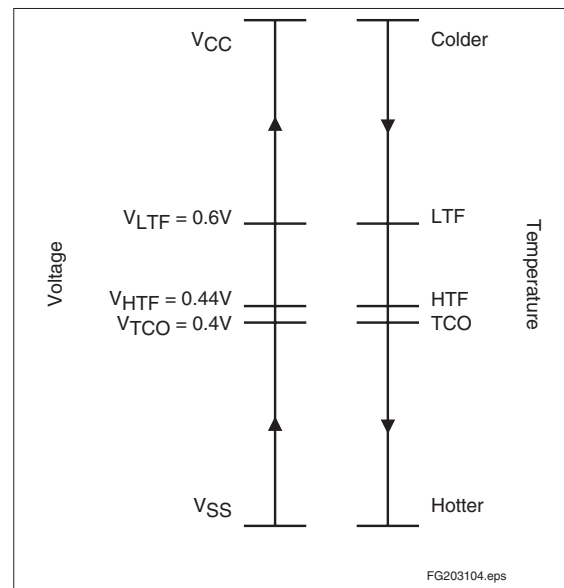 VCC
Colder
VLTF = 0.6V
LTF
Voltage
Temperature
VHTF = 0.44V
HTF
VTCO = 0.4V
TCO
VSS
Hotter
FG203104.eps